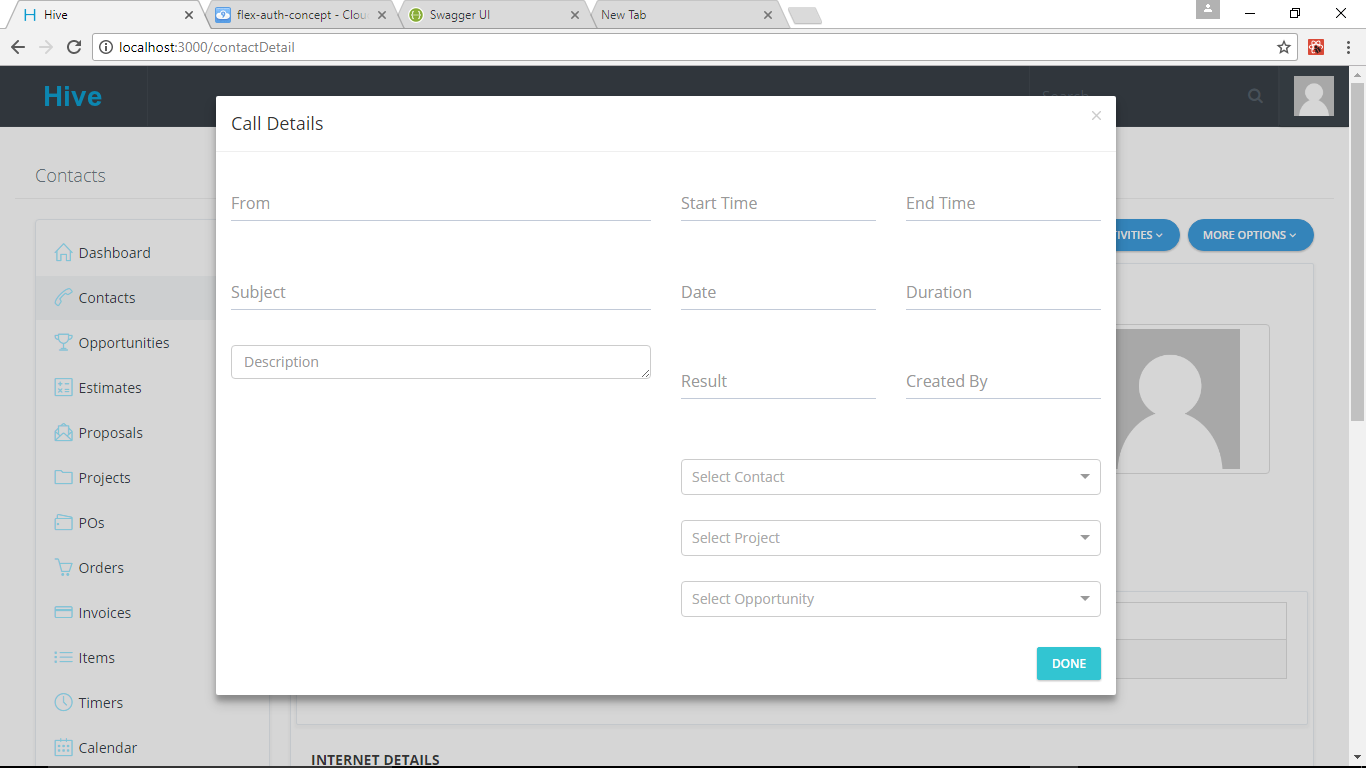 Hive
flex-auth-concept - Clou
Swagger UI
New Tab
localhost:3000/contactDetail
Hive
Search...
Call Details
×
Contacts
From
Start Time
End Time
IVITIES
MORE OPTIONS
Dashboard
Contacts
Subject
Date
Duration
Opportunities
Description
Estimates
Result
Created By
Proposals
Projects
Select Contact
POs
Select Project
Orders
Invoices
Select Opportunity
Items
DONE
Timers
Calendar
INTERNET DETAILS